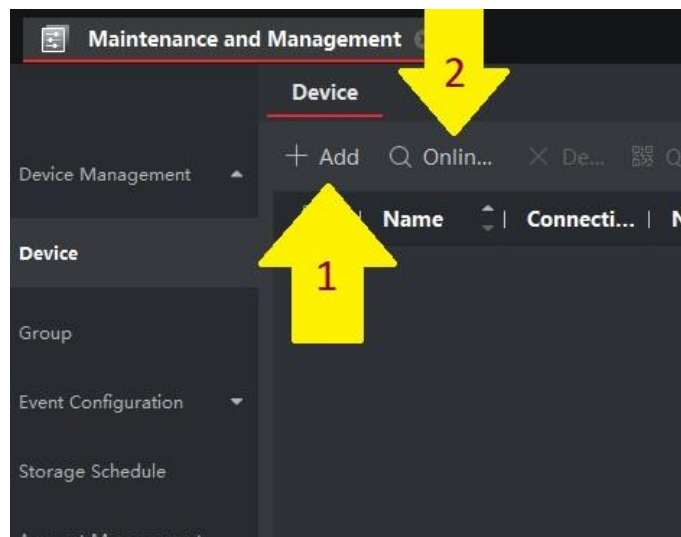 Maintenance and Management
2
Device
Add Onlin... De... Q
Device Management
Name Connecti... N
Device
1
Group
Event Configuration
Storage Schedule